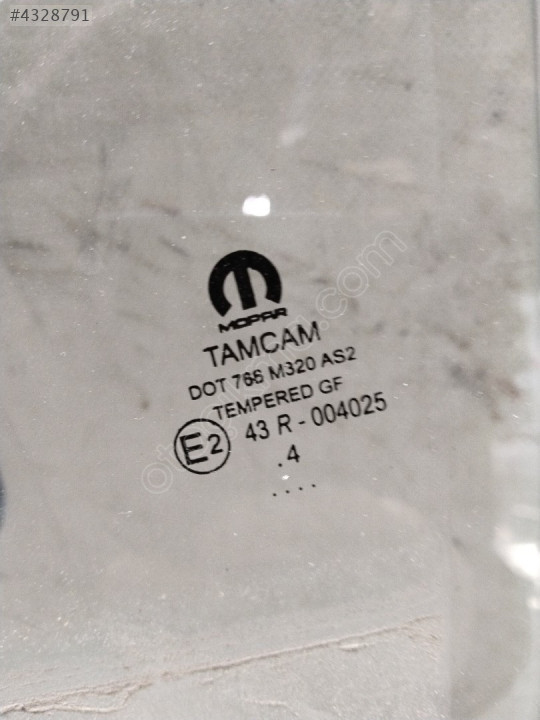 #4328791
MOPAR
TAMCAM
DOT 766 M320 AS2
TEMPERED GF
E2 43 R - 004025
.4
....